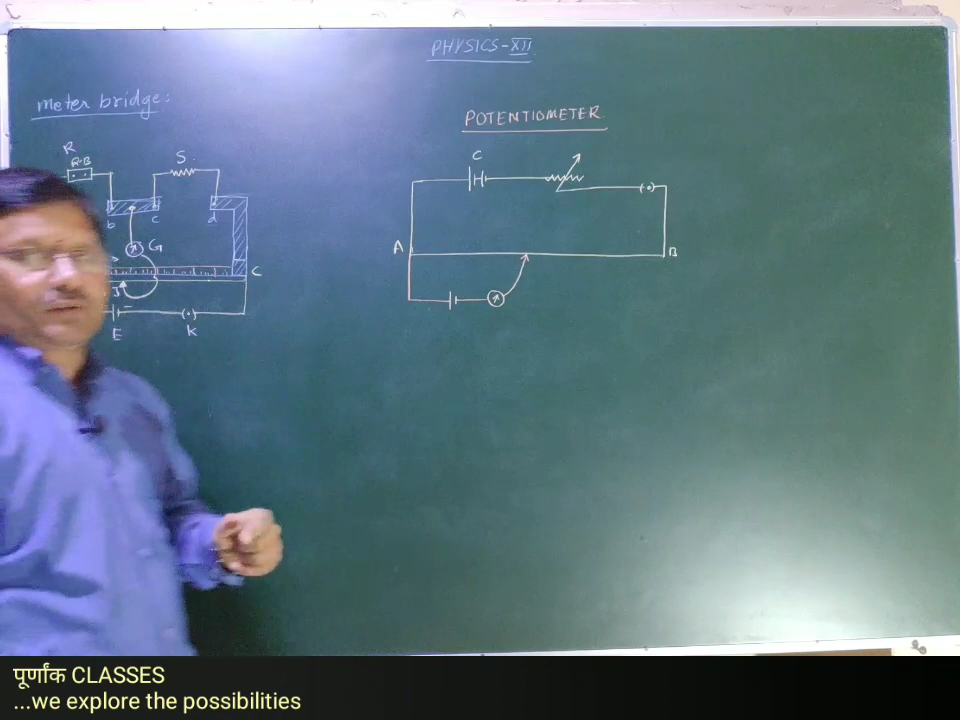 PHYSICS-XII
meter bridge:
POTENTIOMETER
R
R.B
S
b
c
d
G
C
J
E
K
C
A
B
पूर्णांक CLASSES
...we explore the possibilities